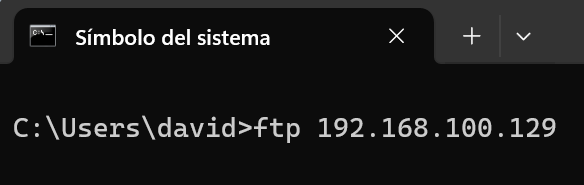 Símbolo del sistema
C:\Users\david>ftp 192.168.100.129